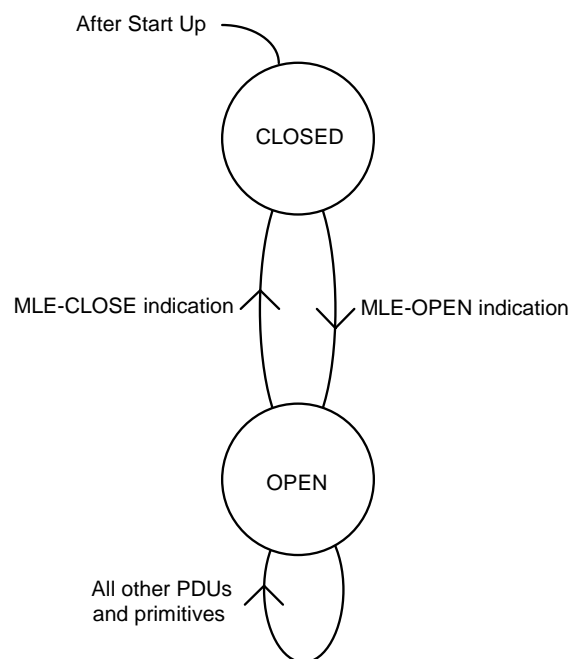 After Start Up
CLOSED
MLE-CLOSE indication
MLE-OPEN indication
OPEN
All other PDUs
and primitives